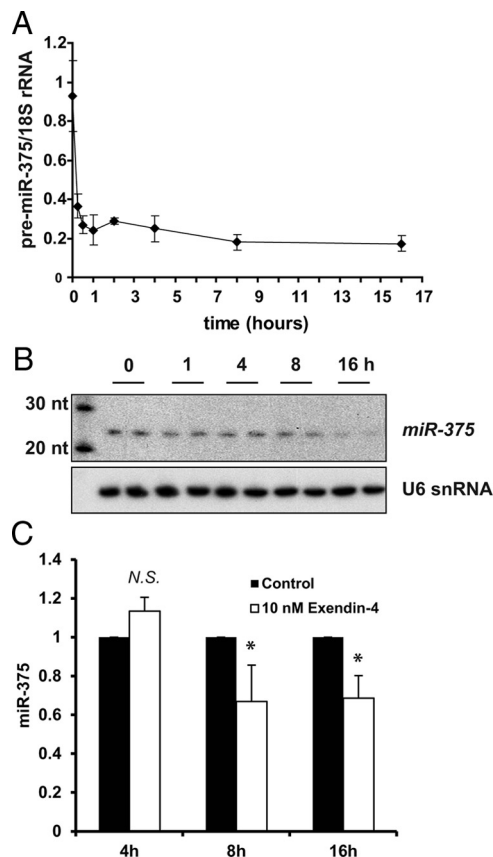 A
pre-miR-375/18S rRNA
1.2
1
0.8
0.6
0.4
0.2
0
0 1 3 5 7 9 11 13 15 17
time (hours)
B
0 1 4 8 16 h
30 nt
miR-375
20 nt
U6 snRNA
C
miR-375
1.4
1.2
1
0.8
0.6
0.4
0.2
0
N.S.
Control
10 nM Exendin-4
*
*
4h 8h 16h